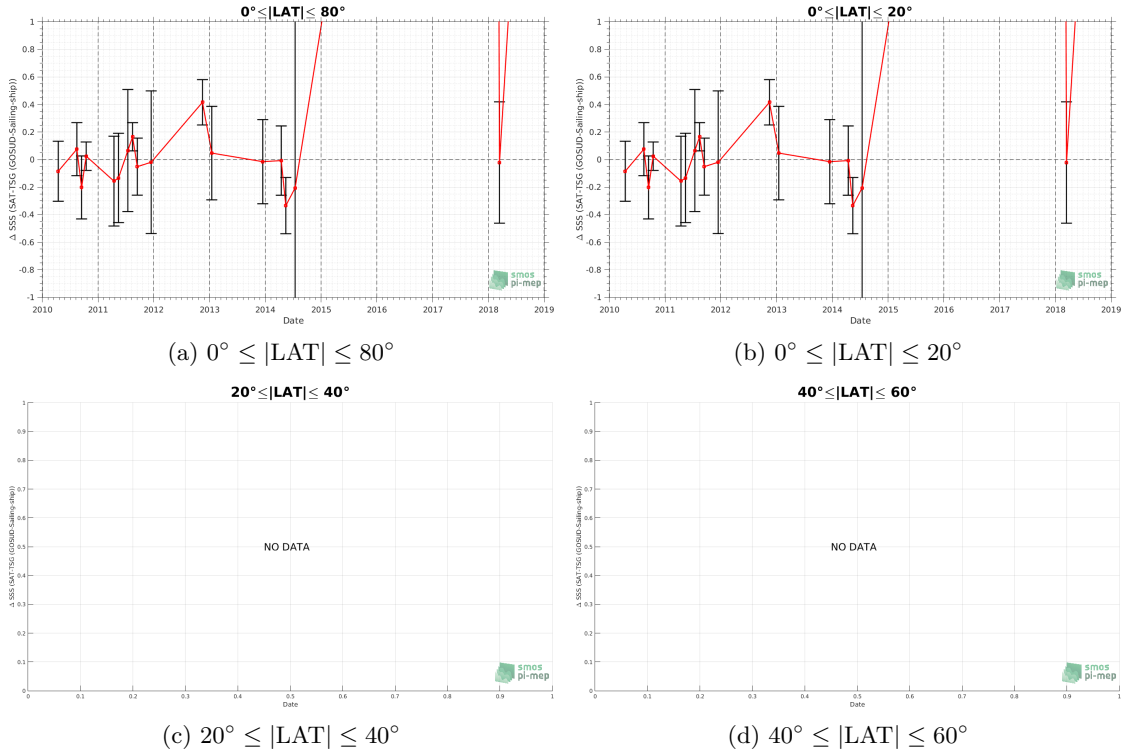 0°≤|LAT|≤ 80°
Δ SSS (SAT-TSG (GOSUD-Sailing-ship))
1
0.8
0.6
0.4
0.2
0
-0.2
-0.4
-0.6
-0.8
-1
2010 2011 2012 2013 2014 2015 2016 2017 2018 2019
Date
smos
pi-mep
(a) 0° ≤ |LAT| ≤ 80°
0°≤|LAT|≤ 20°
Δ SSS (SAT-TSG (GOSUD-Sailing-ship))
1
0.8
0.6
0.4
0.2
0
-0.2
-0.4
-0.6
-0.8
-1
2010 2011 2012 2013 2014 2015 2016 2017 2018 2019
Date
smos
pi-mep
(b) 0° ≤ |LAT| ≤ 20°
20°≤|LAT|≤ 40°
Δ SSS (SAT-TSG (GOSUD-Sailing-ship))
1
0.9
0.8
0.7
0.6
0.5
0.4
0.3
0.2
0.1
0
NO DATA
0 0.1 0.2 0.3 0.4 0.5 0.6 0.7 0.8 0.9 1
Date
smos
pi-mep
(c) 20° ≤ |LAT| ≤ 40°
40°≤|LAT|≤ 60°
Δ SSS (SAT-TSG (GOSUD-Sailing-ship))
1
0.9
0.8
0.7
0.6
0.5
0.4
0.3
0.2
0.1
0
NO DATA
0 0.1 0.2 0.3 0.4 0.5 0.6 0.7 0.8 0.9 1
Date
smos
pi-mep
(d) 40° ≤ |LAT| ≤ 60°